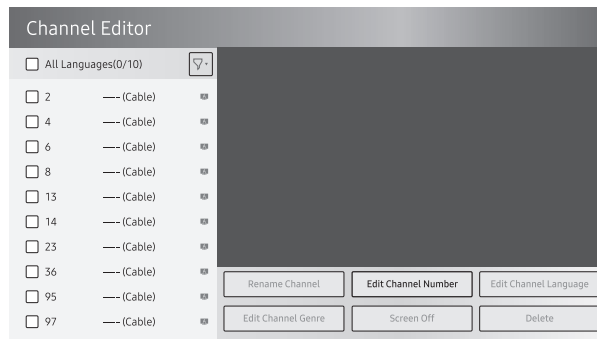 Channel Editor
All Languages(0/10)
2 —-- (Cable)
4 —-- (Cable)
6 —-- (Cable)
8 —-- (Cable)
13 —-- (Cable)
14 —-- (Cable)
23 —-- (Cable)
36 —-- (Cable)
95 —-- (Cable)
97 —-- (Cable)
Rename Channel Edit Channel Number Edit Channel Language
Edit Channel Genre Screen Off Delete